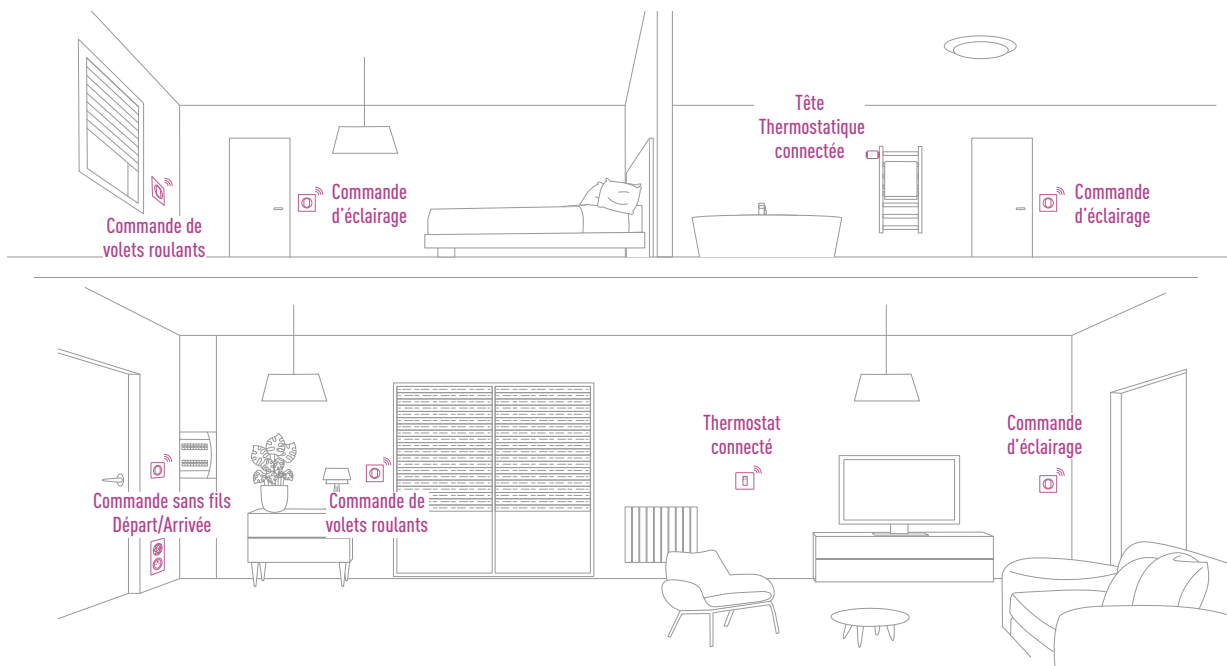 Tête
Thermostatique
connectée
Commande
d'éclairage
Commande
d'éclairage
Commande de
volets roulants
Thermostat
connecté
Commande
d'éclairage
Commande sans fils
Départ/Arrivée
Commande de
volets roulants